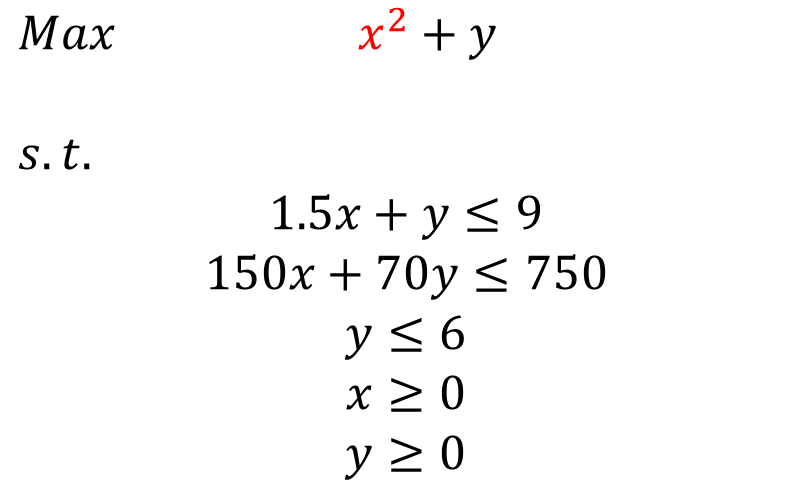 Max x² + y
s.t.
1.5x + y ≤ 9
150x + 70y ≤ 750
y ≤ 6
x ≥ 0
y ≥ 0